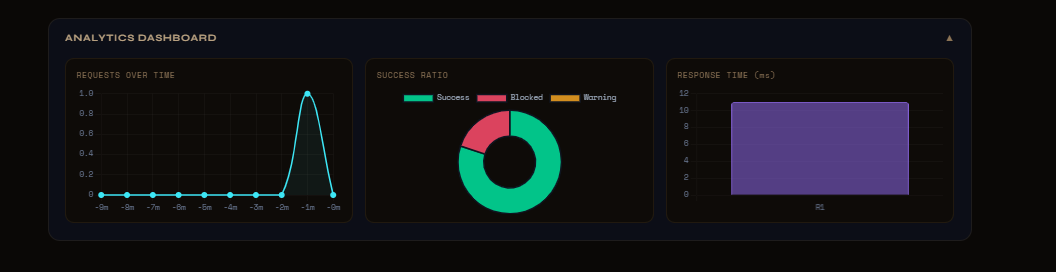 ANALYTICS DASHBOARD ▲
REQUESTS OVER TIME
1.0
0.8
0.6
0.4
0.2
0
-9m -8m -7m -6m -5m -4m -3m -2m -1m -0m
SUCCESS RATIO
Success Blocked Warning
RESPONSE TIME (ms)
12
10
8
6
4
2
0
R1